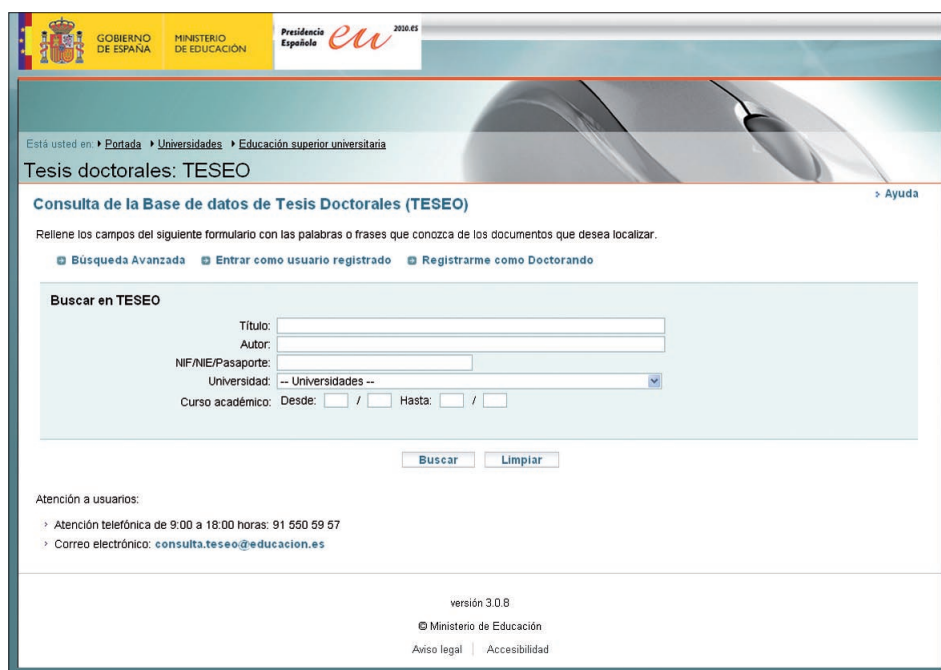 GOBIERNO
DE ESPAÑA
MINISTERIO
DE EDUCACIÓN
Presidencia
Española
eu
2010.es
Está usted en: Portada Universidades Educación superior universitaria
Tesis doctorales: TESEO
> Ayuda
Consulta de la Base de datos de Tesis Doctorales (TESEO)
Rellene los campos del siguiente formulario con las palabras o frases que conozca de los documentos que desea localizar.
Búsqueda Avanzada Entrar como usuario registrado Registrarme como Doctorando
Buscar en TESEO
Título:
Autor:
NIF/NIE/Pasaporte:
Universidad: -- Universidades --
Curso académico: Desde: / Hasta: /
Buscar Limpiar
Atención a usuarios:
> Atención telefónica de 9:00 a 18:00 horas: 91 550 59 57
> Correo electrónico: consulta.teseo@educacion.es
versión 3.0.8
© Ministerio de Educación
Aviso legal | Accesibilidad